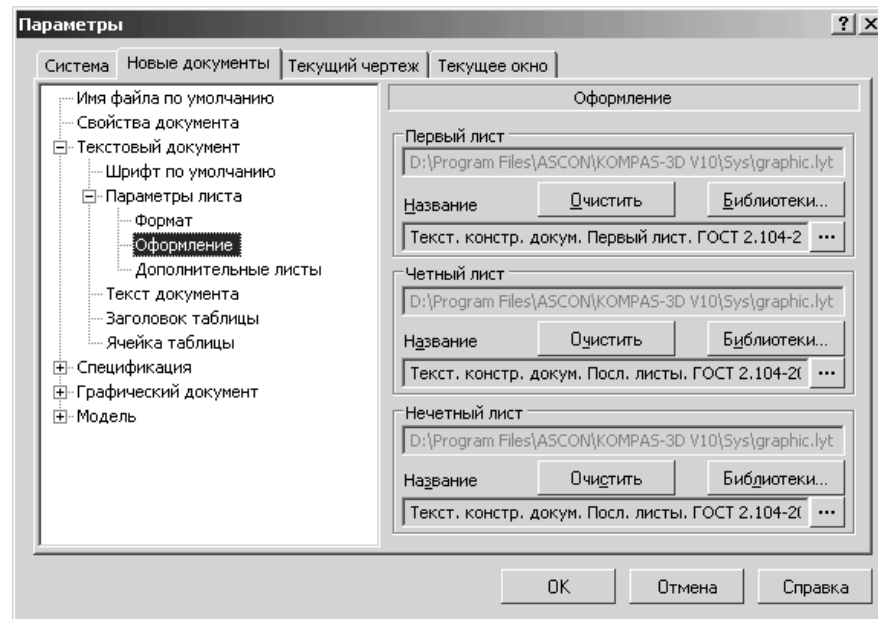 Параметры
Система Новые документы Текущий чертеж Текущее окно
Имя файла по умолчанию
Свойства документа
Текстовый документ
Шрифт по умолчанию
Параметры листа
Формат
Оформление
Дополнительные листы
Текст документа
Заголовок таблицы
Ячейка таблицы
Спецификация
Графический документ
Модель
Оформление
Первый лист
D:\Program Files\ASCON\KOMPAS-3D V10\Sys\graphic.lyt
Название Очистить Библиотеки...
Текст. констр. докум. Первый лист. ГОСТ 2.104-2 ...
Четный лист
D:\Program Files\ASCON\KOMPAS-3D V10\Sys\graphic.lyt
Название Очистить Библиотеки...
Текст. констр. докум. Посл. листы. ГОСТ 2.104-20 ...
Нечетный лист
D:\Program Files\ASCON\KOMPAS-3D V10\Sys\graphic.lyt
Название Очистить Библиотеки...
Текст. констр. докум. Посл. листы. ГОСТ 2.104-20 ...
OK Отмена Справка